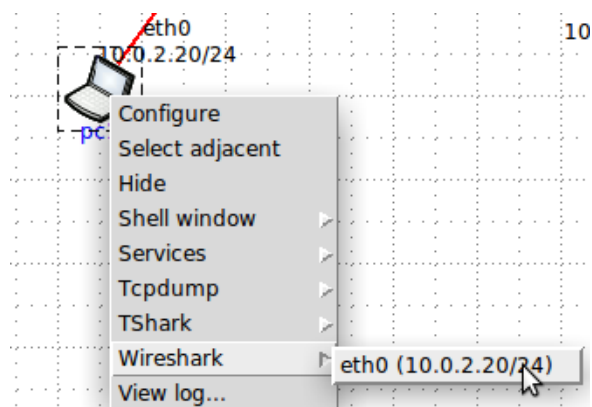 eth0
10
10.0.2.20/24
pc
Configure
Select adjacent
Hide
Shell window
Services
Tcpdump
TShark
Wireshark
eth0 (10.0.2.20/24)
View log...